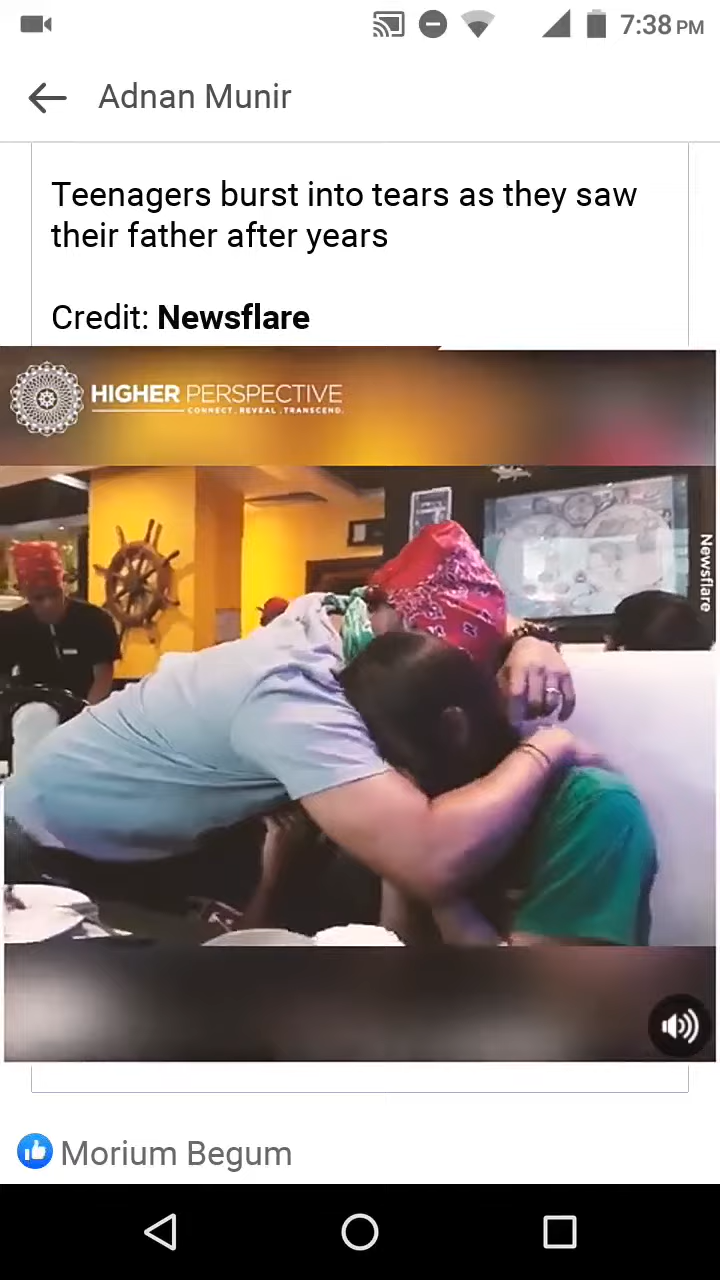 7:38 PM
Adnan Munir
Teenagers burst into tears as they saw
their father after years
Credit: Newsflare
HIGHER PERSPECTIVE
CONNECT. REVEAL. TRANSCEND.
Newsflare
Morium Begum